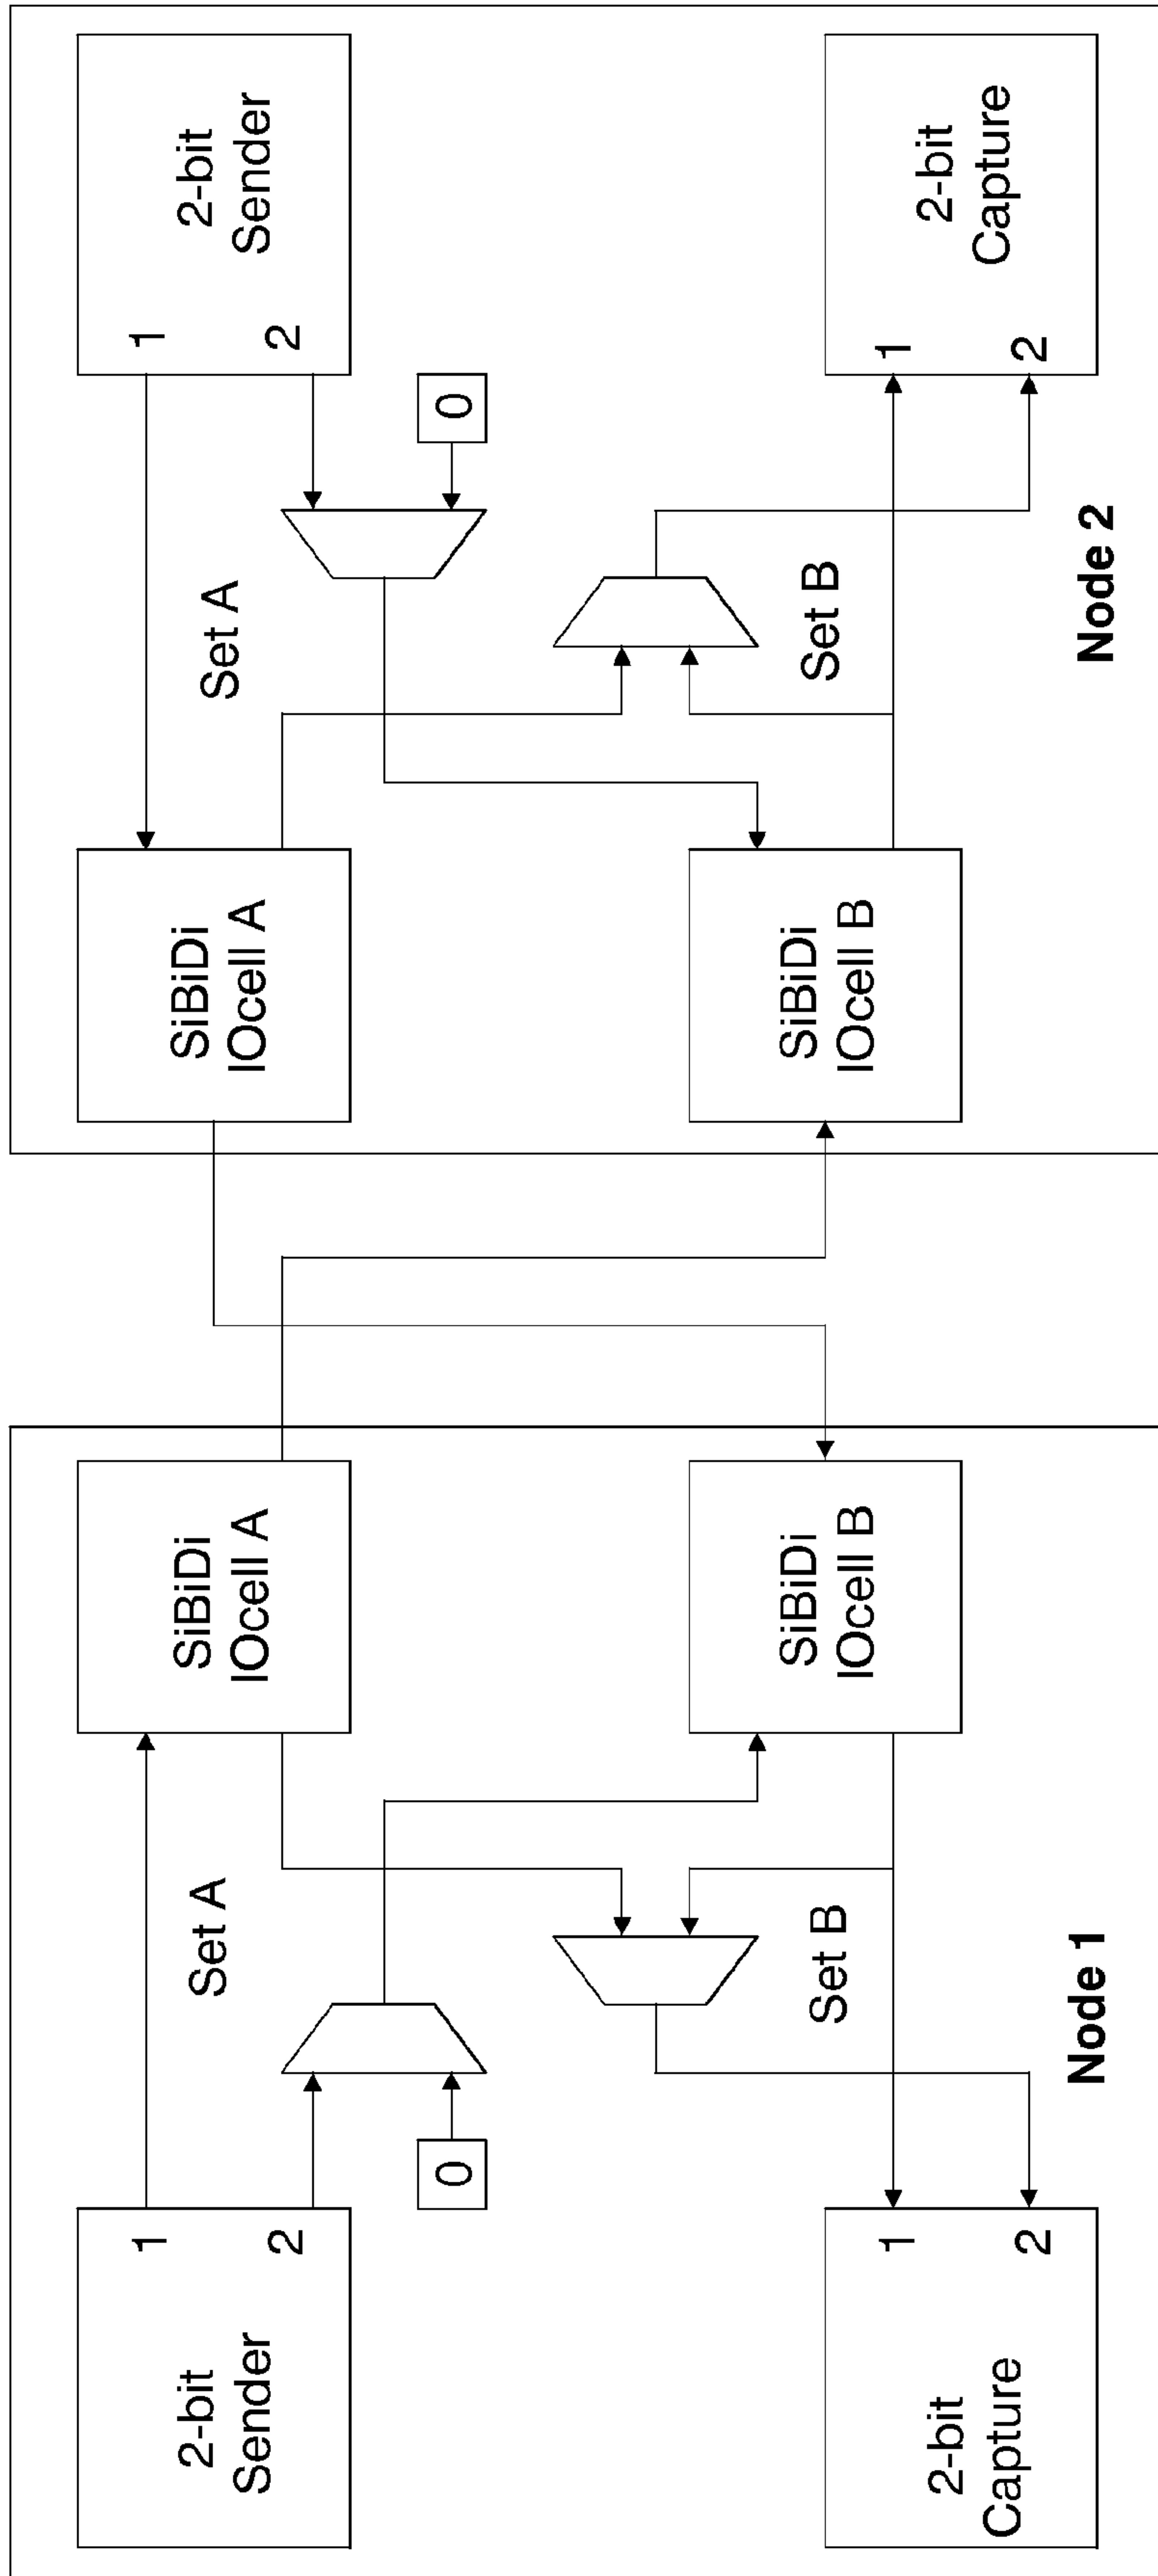 2-bit
Sender
1
2
0
Set A
SiBiDi
IOcell A
SiBiDi
IOcell B
Set B
2-bit
Capture
1
2
Node 1
SiBiDi
IOcell A
Set A
2-bit
Sender
1
2
0
SiBiDi
IOcell B
Set B
2-bit
Capture
1
2
Node 2